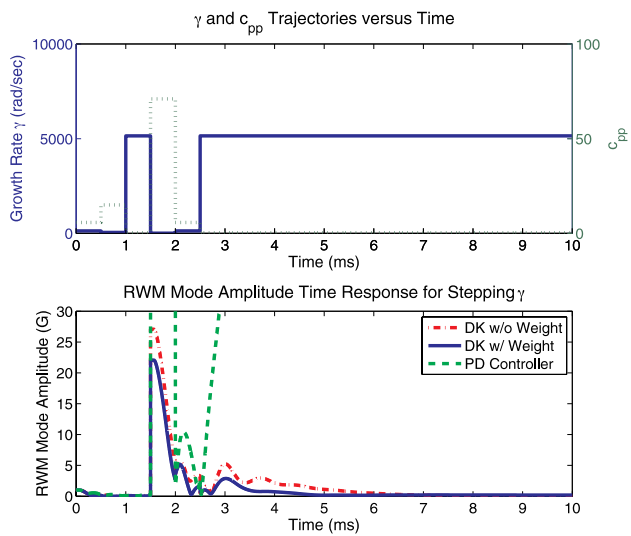 γ and c_pp Trajectories versus Time
10000
5000
0
Growth Rate γ (rad/sec)
100
50
0
c_pp
0 1 2 3 4 5 6 7 8 9 10
Time (ms)
RWM Mode Amplitude Time Response for Stepping γ
30
25
20
15
10
5
0
RWM Mode Amplitude (G)
DK w/o Weight
DK w/ Weight
PD Controller
0 1 2 3 4 5 6 7 8 9 10
Time (ms)